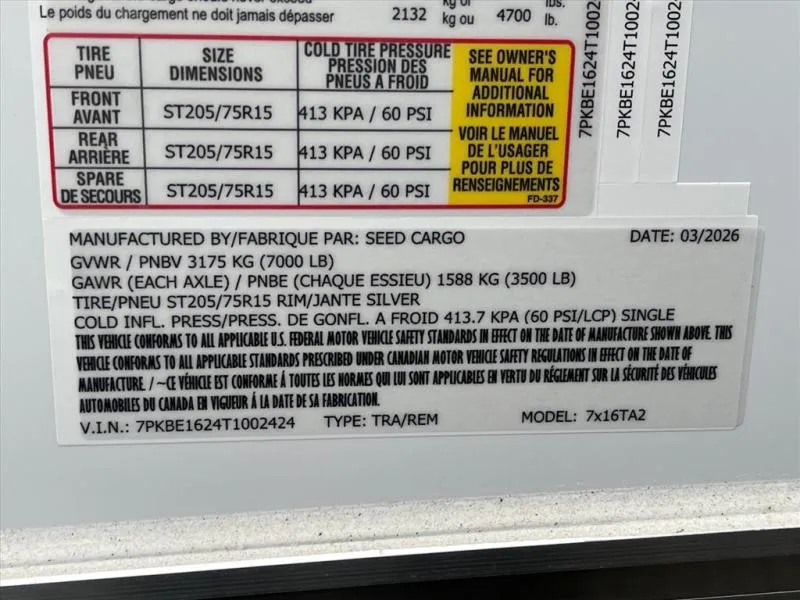 Le poids du chargement ne doit jamais dépasser 2132 kg ou 4700 lb.
TIRE PNEU SIZE DIMENSIONS COLD TIRE PRESSURE PRESSION DES PNEUS A FROID
FRONT AVANT ST205/75R15 413 KPA / 60 PSI
REAR ARRIÈRE ST205/75R15 413 KPA / 60 PSI
SPARE DE SECOURS ST205/75R15 413 KPA / 60 PSI
SEE OWNER'S
MANUAL FOR
ADDITIONAL
INFORMATION
VOIR LE MANUEL
DE L'USAGER
POUR PLUS DE
RENSEIGNEMENTS
FD-337
7PKBE1624T1002
7PKBE1624T1002
7PKBE1624T1002
MANUFACTURED BY/FABRIQUE PAR: SEED CARGO DATE: 03/2026
GVWR / PNBV 3175 KG (7000 LB)
GAWR (EACH AXLE) / PNBE (CHAQUE ESSIEU) 1588 KG (3500 LB)
TIRE/PNEU ST205/75R15 RIM/JANTE SILVER
COLD INFL. PRESS/PRESS. DE GONFL. A FROID 413.7 KPA (60 PSI/LCP) SINGLE
THIS VEHICLE CONFORMS TO ALL APPLICABLE U.S. FEDERAL MOTOR VEHICLE SAFETY STANDARDS IN EFFECT ON THE DATE OF MANUFACTURE SHOWN ABOVE. THIS
VEHICLE CONFORMS TO ALL APPLICABLE STANDARDS PRESCRIBED UNDER CANADIAN MOTOR VEHICLE SAFETY REGULATIONS IN EFFECT ON THE DATE OF
MANUFACTURE. / ~CE VÉHICLE EST CONFORME Á TOUTES LES NORMES QUI LUI SONT APPLICABLES EN VERTU DU RÉGLEMENT SUR LA SÉCURITÉ DES VÉHICULES
AUTOMOBILES DU CANADA EN VIGUEUR Á LA DATE DE SA FABRICATION.
V.I.N.: 7PKBE1624T1002424 TYPE: TRA/REM MODEL: 7x16TA2